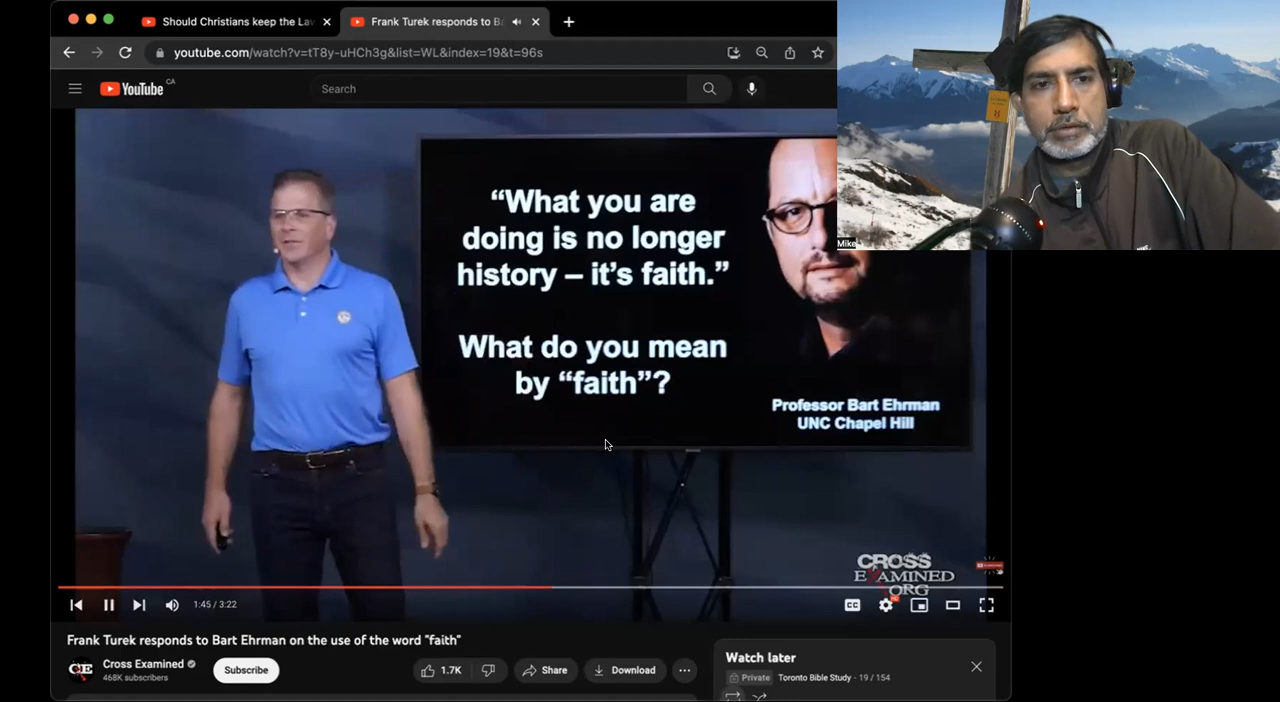 Should Christians keep the La
Frank Turek responds to B
youtube.com/watch?v=tT8y-uHCh3g&list=WL&index=19&t=96s
YouTube CA
Search
Mike
“What you are
doing is no longer
history – it’s faith.”
What do you mean
by “faith”?
Professor Bart Ehrman
UNC Chapel Hill
CROSS
EXAMINED
.ORG
1:45 / 3:22
CC
HD
Frank Turek responds to Bart Ehrman on the use of the word "faith"
Cross Examined
468K subscribers
Subscribe
1.7K
Share
Download
Watch later
Private
Toronto Bible Study - 19 / 154